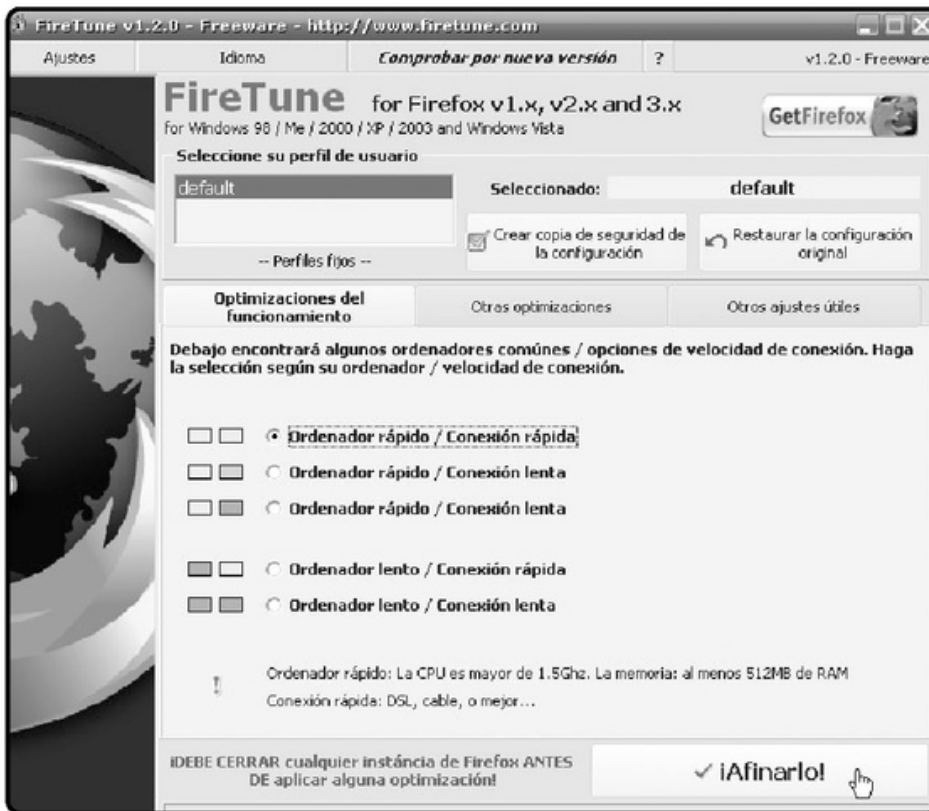 FireTune v1.2.0 - Freeware - http://www.firetune.com
Ajustes Idioma Comprobar por nueva versión ? v1.2.0 - Freeware
FireTune for Firefox v1.x, v2.x and 3.x
for Windows 98 / Me / 2000 / XP / 2003 and Windows Vista
GetFirefox
Seleccione su perfil de usuario
default
Seleccionado: default
Crear copia de seguridad de
la configuración
Restaurar la configuración
original
-- Perfiles fijos --
Optimizaciones del
funcionamiento
Otras optimizaciones
Otros ajustes útiles
Debajo encontrará algunos ordenadores comúnes / opciones de velocidad de conexión. Haga
la selección según su ordenador / velocidad de conexión.
Ordenador rápido / Conexión rápida
Ordenador rápido / Conexión lenta
Ordenador rápido / Conexión lenta
Ordenador lento / Conexión rápida
Ordenador lento / Conexión lenta
! Ordenador rápido: La CPU es mayor de 1.5Ghz. La memoria: al menos 512MB de RAM
Conexión rápida: DSL, cable, o mejor...
¡DEBE CERRAR cualquier instáncia de Firefox ANTES
DE aplicar alguna optimización!
¡Afinarlo!